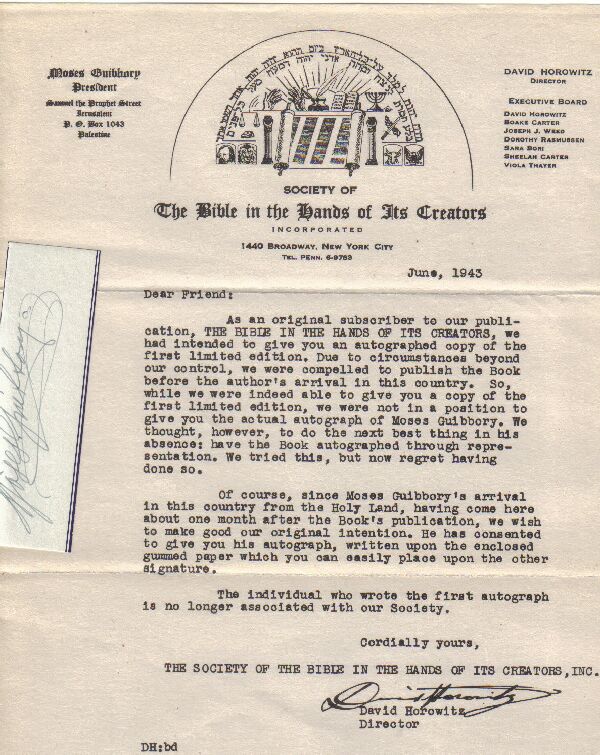 Moses Guibbory
President
Samuel the Prophet Street
Jerusalem
P. O. Box 1043
Palestine
DAVID HOROWITZ
DIRECTOR
EXECUTIVE BOARD
DAVID HOROWITZ
BOAKE CARTER
JOSEPH J. WEED
DOROTHY RASMUSSEN
SARA BONI
SHEELAH CARTER
VIOLA THAYER
SOCIETY OF
The Bible in the Hands of Its Creators
INCORPORATED
1440 BROADWAY, NEW YORK CITY
TEL. PENN. 6-9763
June, 1943
Dear Friend:
As an original subscriber to our publi-
cation, THE BIBLE IN THE HANDS OF ITS CREATORS, we
had intended to give you an autographed copy of the
first limited edition. Due to circumstances beyond
our control, we were compelled to publish the Book
before the author's arrival in this country. So,
while we were indeed able to give you a copy of the
first limited edition, we were not in a position to
give you the actual autograph of Moses Guibbory. We
thought, however, to do the next best thing in his
absence: have the Book autographed through repre-
sentation. We tried this, but now regret having
done so.
Of course, since Moses Guibbory's arrival
in this country from the Holy Land, having come here
about one month after the Book's publication, we wish
to make good our original intention. He has consented
to give you his autograph, written upon the enclosed
gummed paper which you can easily place upon the other
signature.
The individual who wrote the first autograph
is no longer associated with our Society.
Cordially yours,
THE SOCIETY OF THE BIBLE IN THE HANDS OF ITS CREATORS, INC.
David Horowitz
David Horowitz
Director
DH:bd